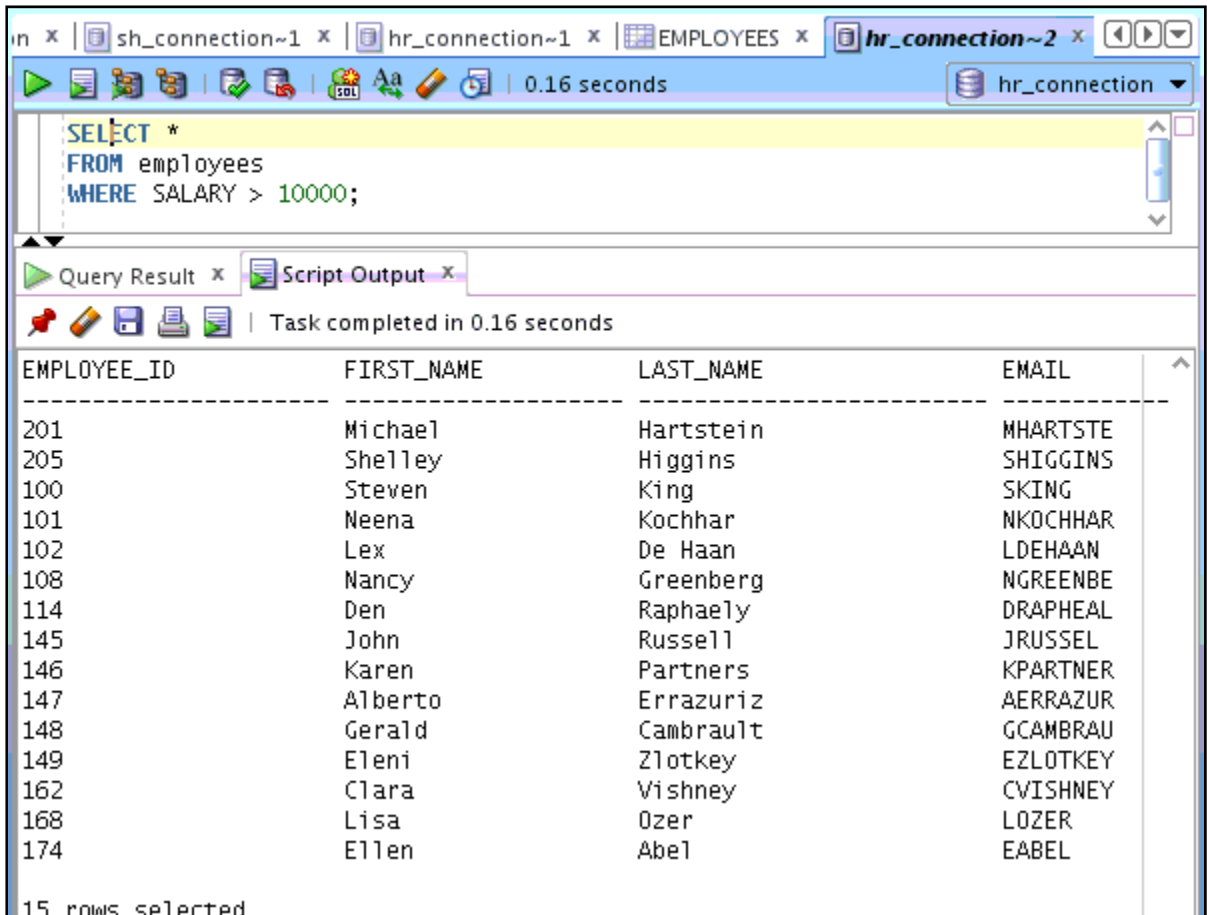 n x sh_connection~1 x hr_connection~1 x EMPLOYEES x hr_connection~2 x
0.16 seconds hr_connection
SELECT *
FROM employees
WHERE SALARY > 10000;
Query Result x Script Output x
Task completed in 0.16 seconds
EMPLOYEE_ID FIRST_NAME LAST_NAME EMAIL
---------------------- -------------------- ------------------------- ------------
201 Michael Hartstein MHARTSTE
205 Shelley Higgins SHIGGINS
100 Steven King SKING
101 Neena Kochhar NKOCHHAR
102 Lex De Haan LDEHAAN
108 Nancy Greenberg NGREENBE
114 Den Raphaely DRAPHEAL
145 John Russell JRUSSEL
146 Karen Partners KPARTNER
147 Alberto Errazuriz AERRAZUR
148 Gerald Cambrault GCAMBRAU
149 Eleni Zlotkey EZLOTKEY
162 Clara Vishney CVISHNEY
168 Lisa Ozer LOZER
174 Ellen Abel EABEL
15 rows selected